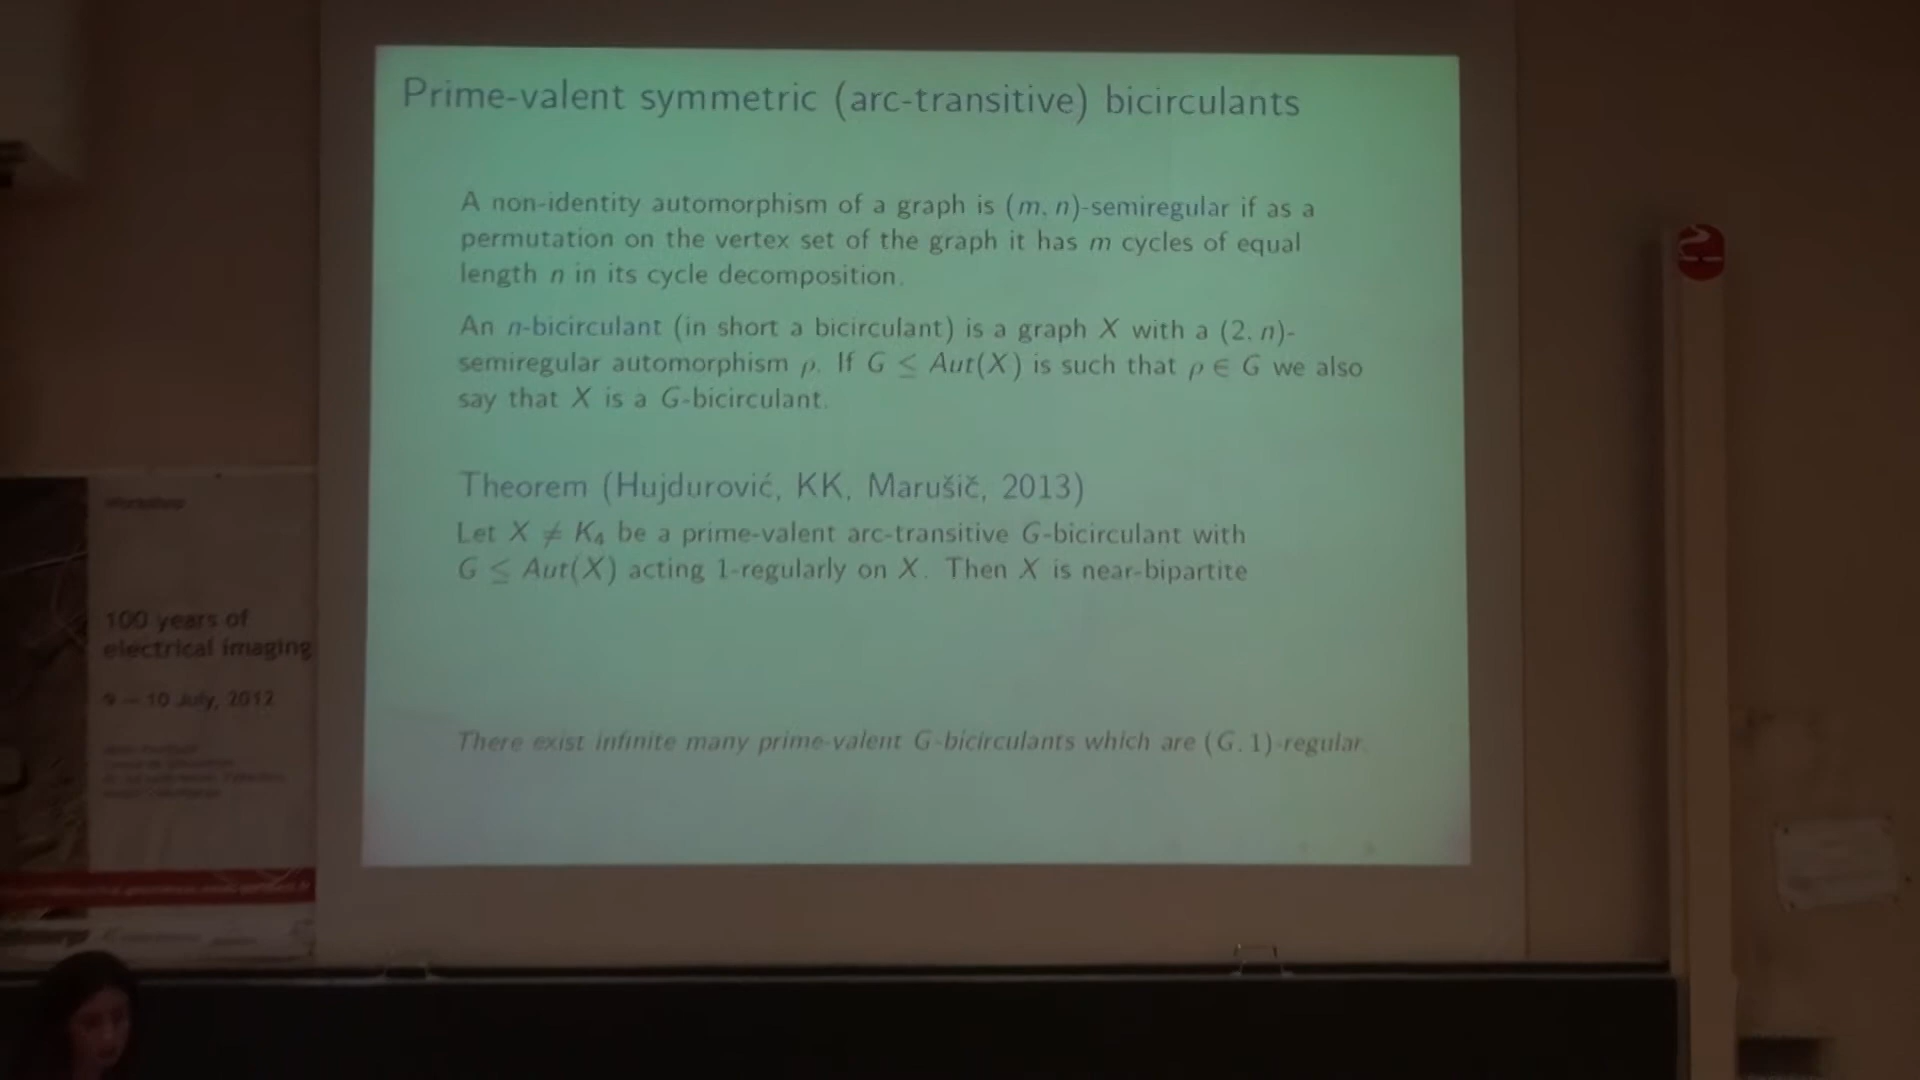 Prime-valent symmetric (arc-transitive) bicirculants
A non-identity automorphism of a graph is (m, n)-semiregular if as a
permutation on the vertex set of the graph it has m cycles of equal
length n in its cycle decomposition.
An n-bicirculant (in short a bicirculant) is a graph X with a (2, n)-
semiregular automorphism ρ. If G ≤ Aut(X) is such that ρ ∈ G we also
say that X is a G-bicirculant.
Theorem (Hujdurović, KK, Marušič, 2013)
Let X ≠ K₄ be a prime-valent arc-transitive G-bicirculant with
G ≤ Aut(X) acting 1-regularly on X. Then X is near-bipartite
There exist infinite many prime-valent G-bicirculants which are (G, 1)-regular.
Workshop
100 years of
electrical imaging
9 – 10 July, 2012